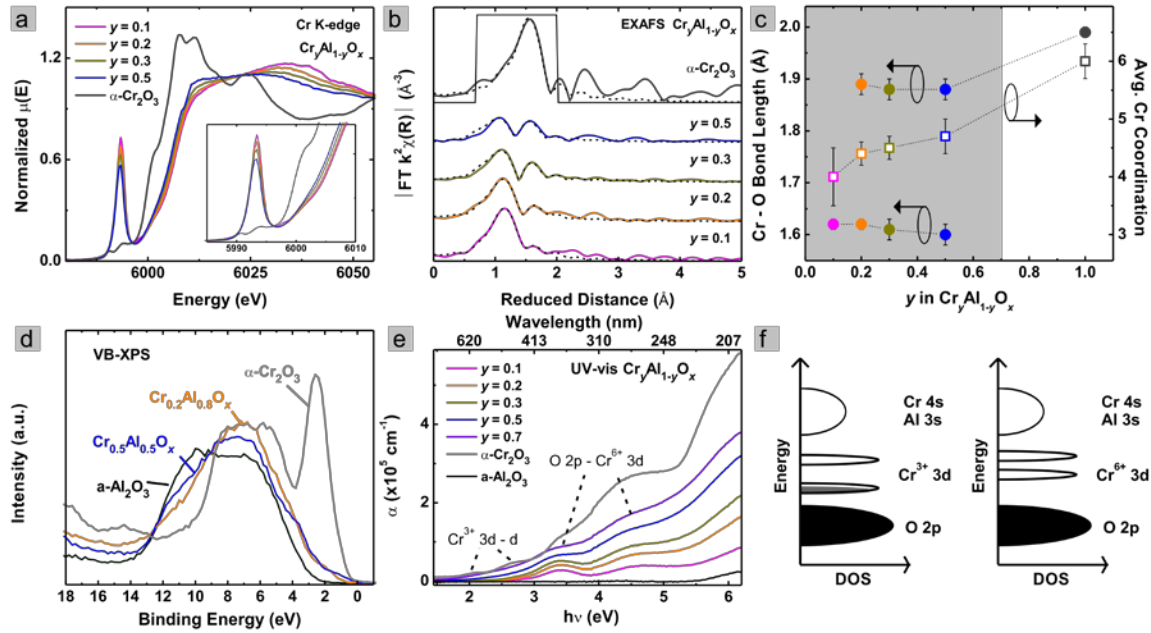 a
Cr K-edge
CryAl1-yOx
y = 0.1
y = 0.2
y = 0.3
y = 0.5
α-Cr2O3
Normalized μ(E)
1.2
0.6
0.0
5990 6000 6010
6000 6025 6050
Energy (eV)
b
EXAFS CryAl1-yOx
α-Cr2O3
y = 0.5
y = 0.3
y = 0.2
y = 0.1
| FT k²χ(R) | (Å⁻³)
0 1 2 3 4 5
Reduced Distance (Å)
c
Cr - O Bond Length (Å)
2.0
1.9
1.8
1.7
1.6
Avg. Cr Coordination
6
5
4
3
0.0 0.2 0.4 0.6 0.8 1.0
y in CryAl1-yOx
d
VB-XPS
α-Cr2O3
Cr0.2Al0.8Ox
Cr0.5Al0.5Ox
a-Al2O3
Intensity (a.u.)
18 16 14 12 10 8 6 4 2 0
Binding Energy (eV)
e
Wavelength (nm)
620 413 310 248 207
UV-vis CryAl1-yOx
y = 0.1
y = 0.2
y = 0.3
y = 0.5
y = 0.7
α-Cr2O3
a-Al2O3
O 2p - Cr⁶⁺ 3d
Cr³⁺ 3d - d
α (x10⁵ cm⁻¹)
4
2
0
2 3 4 5 6
hν (eV)
f
Energy
Cr 4s
Al 3s
Cr³⁺ 3d
O 2p
DOS
Energy
Cr 4s
Al 3s
Cr⁶⁺ 3d
O 2p
DOS